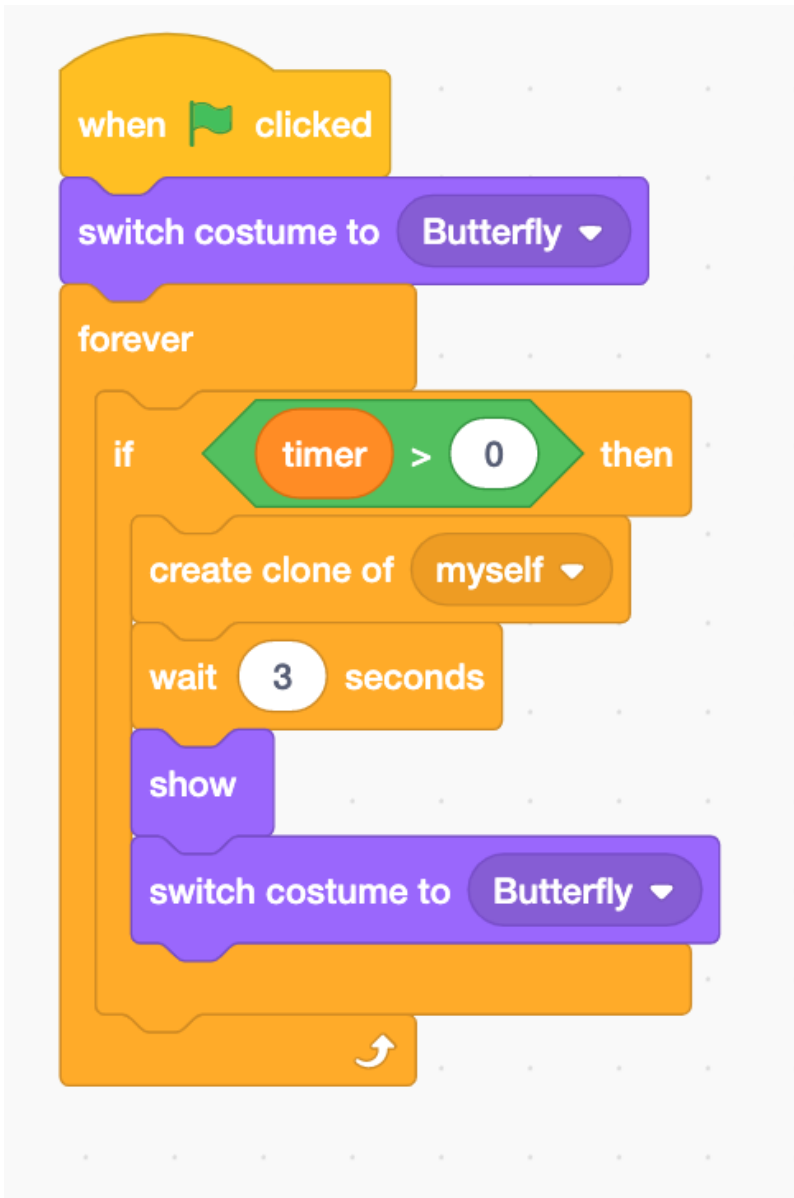 when clicked
switch costume to Butterfly
forever
if timer > 0 then
create clone of myself
wait 3 seconds
show
switch costume to Butterfly